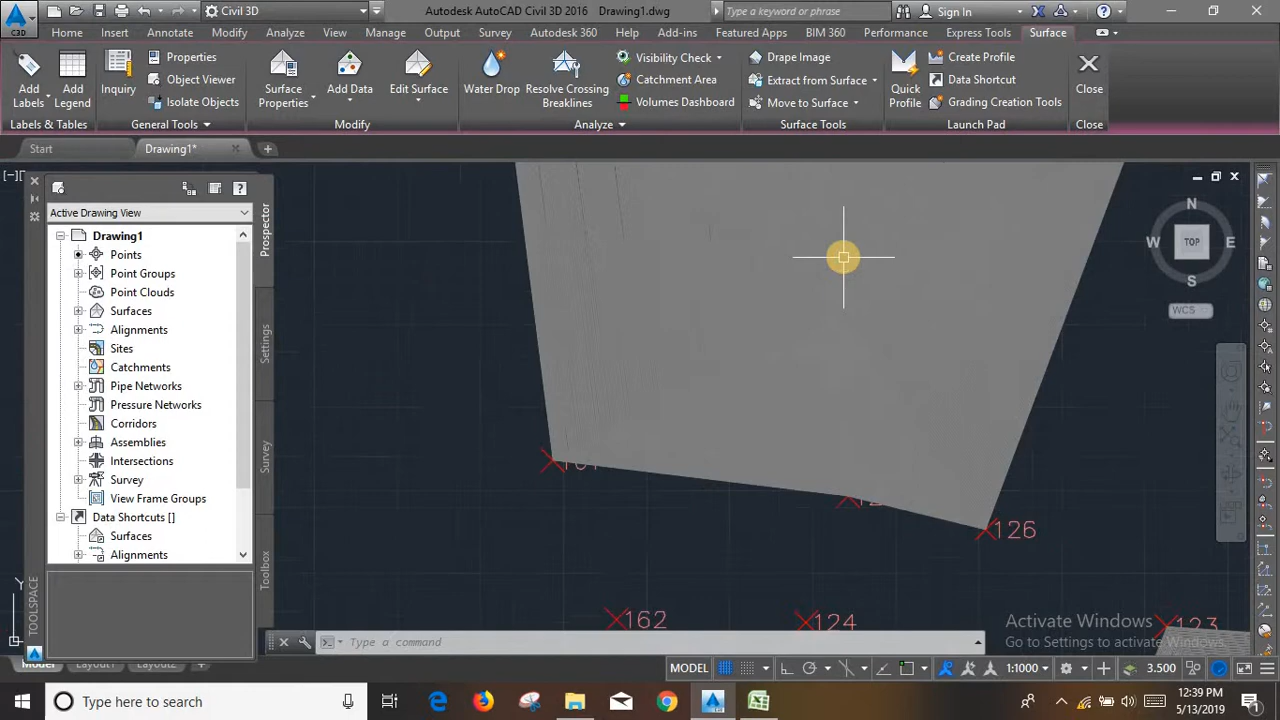 C3D
Civil 3D
Autodesk AutoCAD Civil 3D 2016 Drawing1.dwg
Type a keyword or phrase
Sign In
Home Insert Annotate Modify Analyze View Manage Output Survey Autodesk 360 Help Add-ins Featured Apps BIM 360 Performance Express Tools Surface
Add Labels
Add Legend
Labels & Tables
Inquiry
Properties
Object Viewer
Isolate Objects
General Tools
Surface Properties
Add Data
Edit Surface
Modify
Water Drop
Resolve Crossing Breaklines
Visibility Check
Catchment Area
Volumes Dashboard
Analyze
Drape Image
Extract from Surface
Move to Surface
Surface Tools
Quick Profile
Create Profile
Data Shortcut
Grading Creation Tools
Launch Pad
Close
Close
Start
Drawing1*
Active Drawing View
Drawing1
Points
Point Groups
Point Clouds
Surfaces
Alignments
Sites
Catchments
Pipe Networks
Pressure Networks
Corridors
Assemblies
Intersections
Survey
View Frame Groups
Data Shortcuts []
Surfaces
Alignments
Prospector
Settings
Survey
Toolbox
TOOLSPACE
N
W
TOP
E
S
WCS
126
162
124
123
Y
Activate Windows
Go to Settings to activate Windows.
Type a command
Model Layout1 Layout2
MODEL
1:1000
3.500
Type here to search
12:39 PM
5/13/2019
1